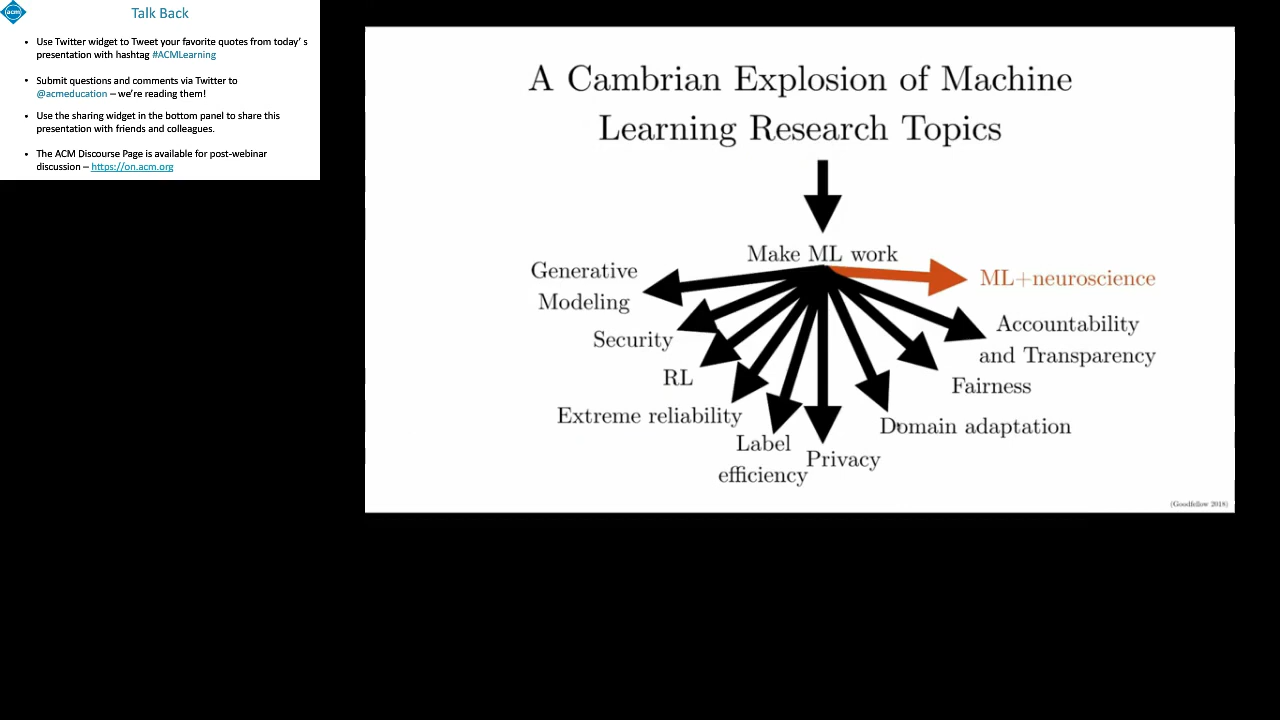 acm
Talk Back
• Use Twitter widget to Tweet your favorite quotes from today’ s
presentation with hashtag #ACMLearning
• Submit questions and comments via Twitter to
@acmeducation – we’re reading them!
• Use the sharing widget in the bottom panel to share this
presentation with friends and colleagues.
• The ACM Discourse Page is available for post-webinar
discussion – https://on.acm.org
A Cambrian Explosion of Machine
Learning Research Topics
Make ML work
Generative
Modeling
Security
RL
Extreme reliability
Label
efficiency
Privacy
Domain adaptation
Fairness
Accountability
and Transparency
ML+neuroscience
(Goodfellow 2018)